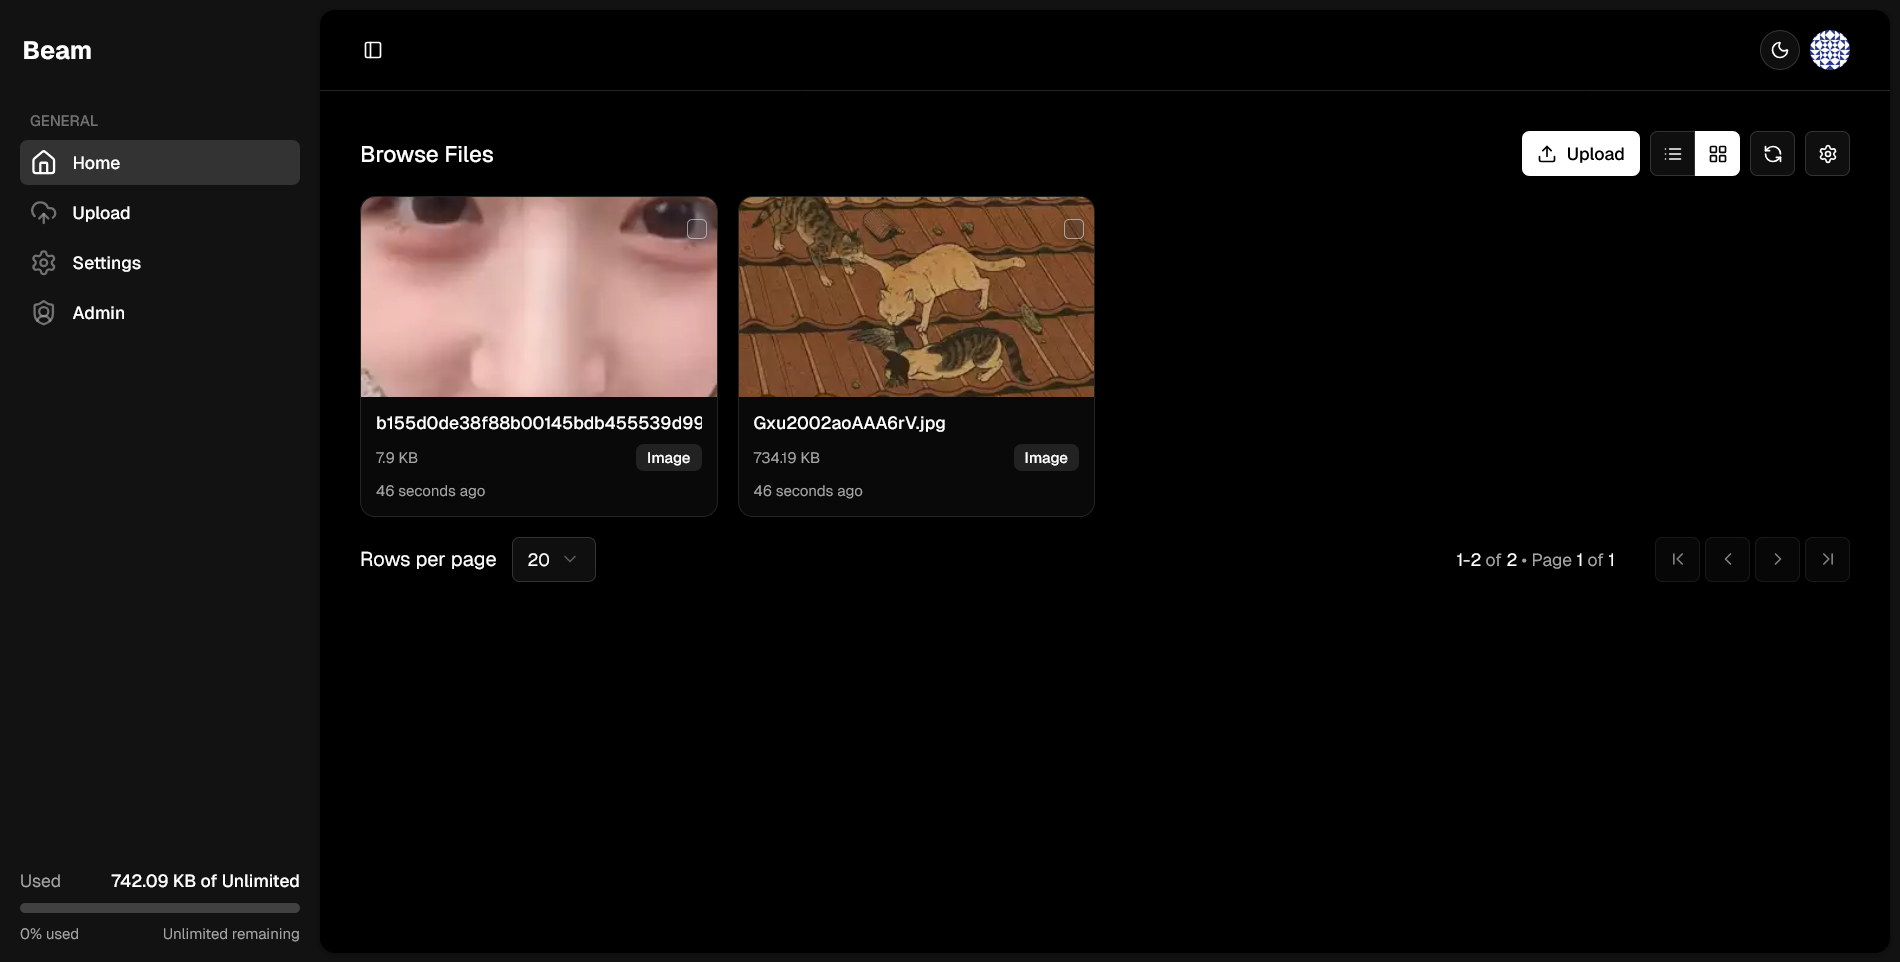 Beam
GENERAL
Home
Upload
Settings
Admin
Used 742.09 KB of Unlimited
0% used Unlimited remaining
Browse Files
Upload
b155d0de38f88b00145bdb455539d99
7.9 KB Image
46 seconds ago
Gxu2002aoAAA6rV.jpg
734.19 KB Image
46 seconds ago
Rows per page 20
1-2 of 2 • Page 1 of 1